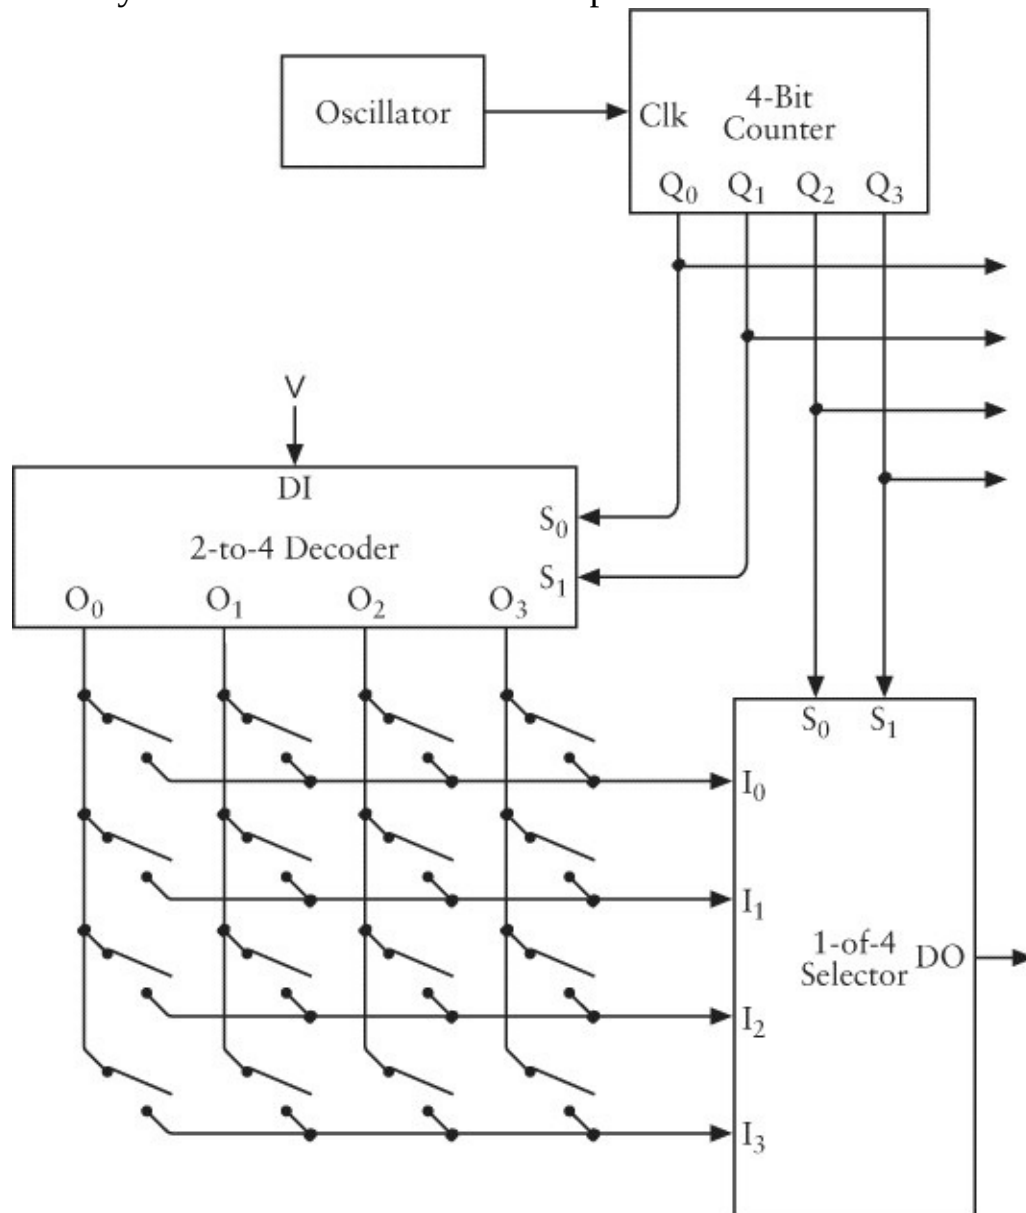 4-Bit
Counter
Oscillator
Clk
Q0 Q1 Q2 Q3
V
DI
S0
2-to-4 Decoder
S1
O0 O1 O2 O3
S0 S1
I0
I1
1-of-4
Selector
DO
I2
I3